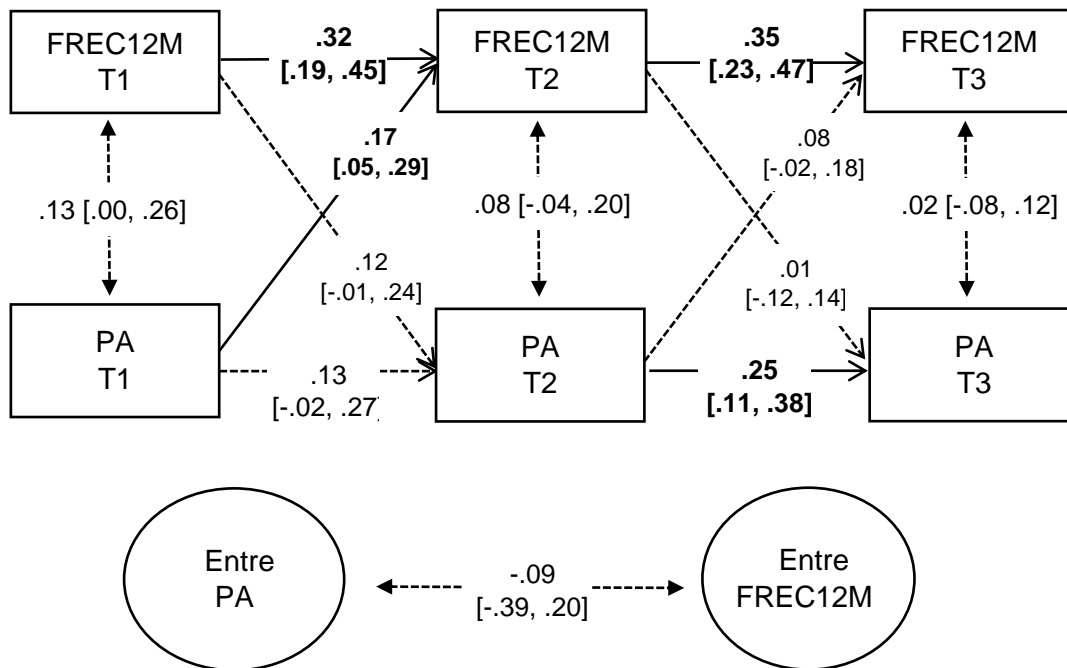 FREC12M
T1
.32
[.19, .45]
FREC12M
T2
.35
[.23, .47]
FREC12M
T3
.17
[.05, .29]
.08
[-.02, .18]
.13 [.00, .26]
.08 [-.04, .20]
.02 [-.08, .12]
.12
[-.01, .24]
.01
[-.12, .14]
PA
T1
.13
[-.02, .27]
PA
T2
.25
[.11, .38]
PA
T3
Entre
PA
-.09
[-.39, .20]
Entre
FREC12M